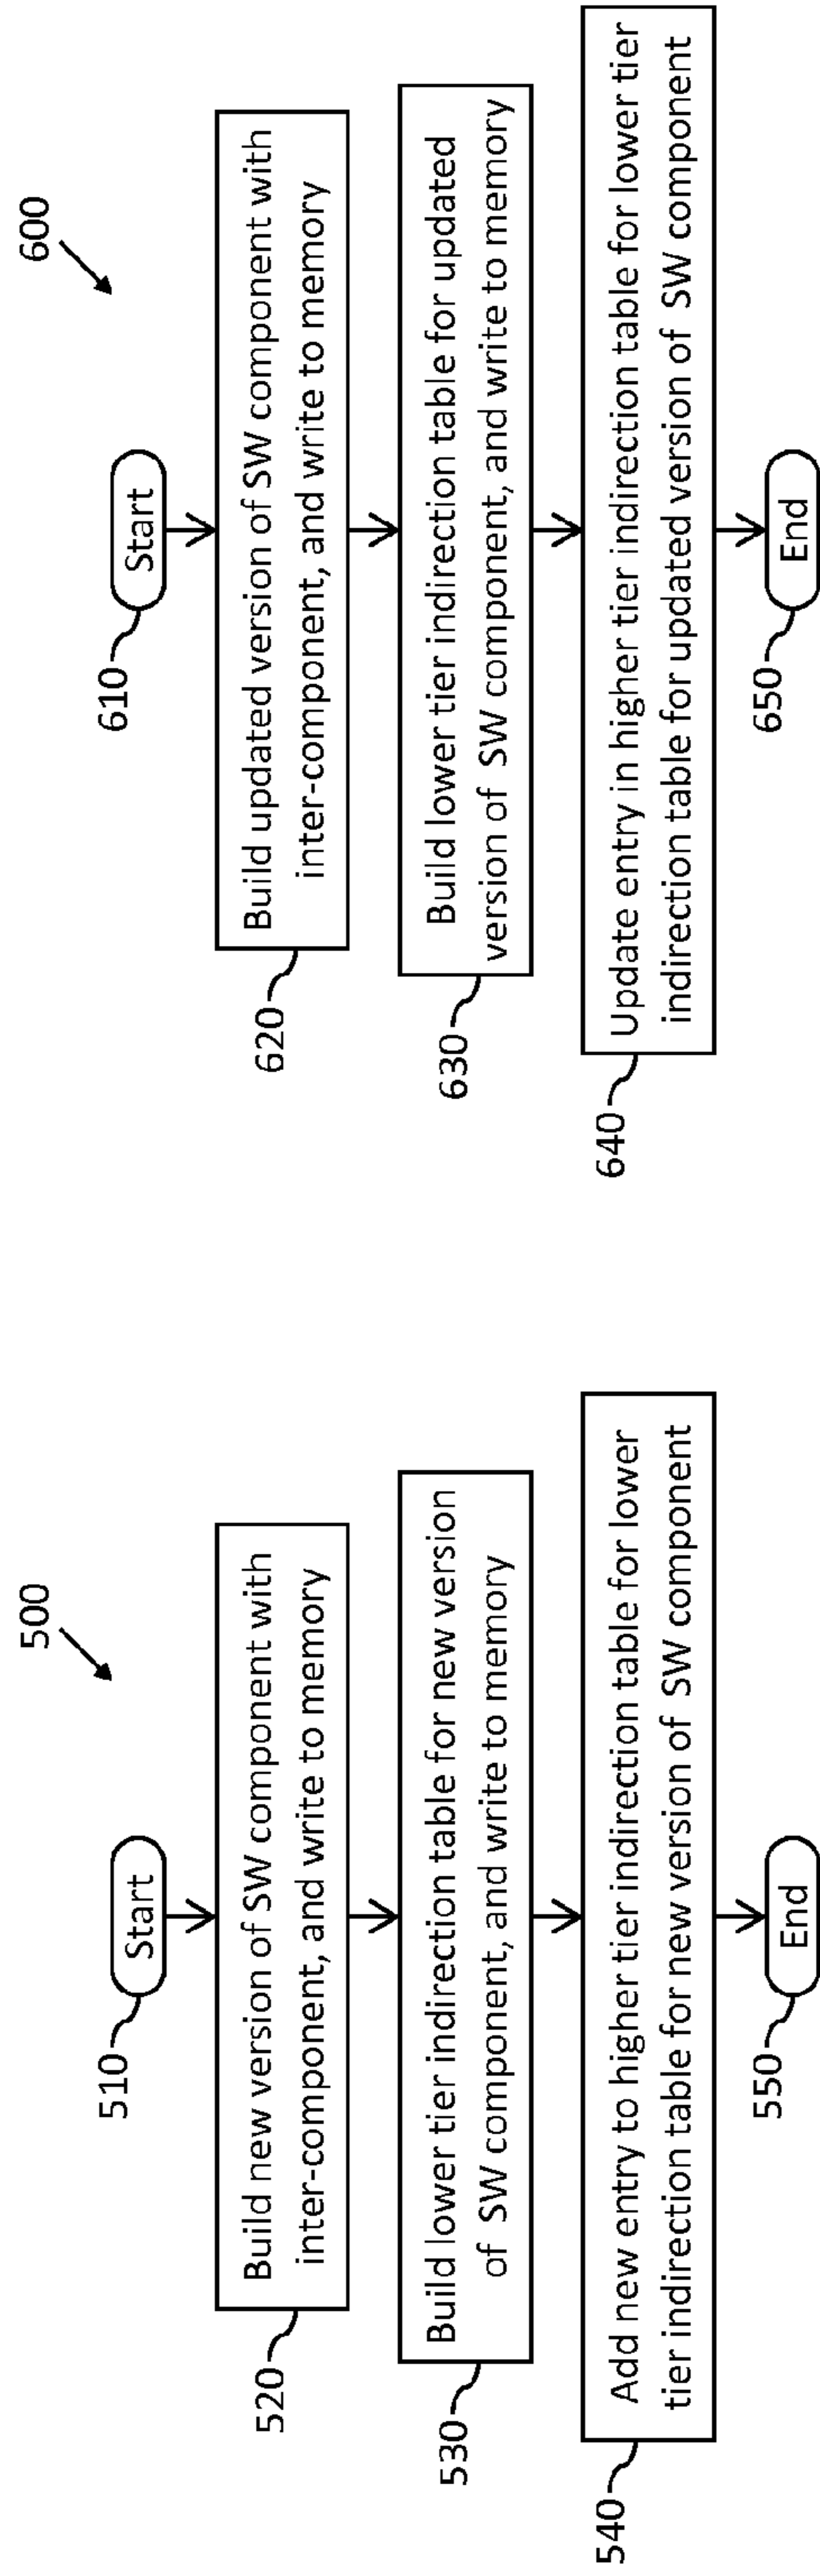 500
510
Start
520
Build new version of SW component with
inter-component, and write to memory
530
Build lower tier indirection table for new version
of SW component, and write to memory
540
Add new entry to higher tier indirection table for lower
tier indirection table for new version of SW component
550
End
600
610
Start
620
Build updated version of SW component with
inter-component, and write to memory
630
Build lower tier indirection table for updated
version of SW component, and write to memory
640
Update entry in higher tier indirection table for lower tier
indirection table for updated version of SW component
650
End